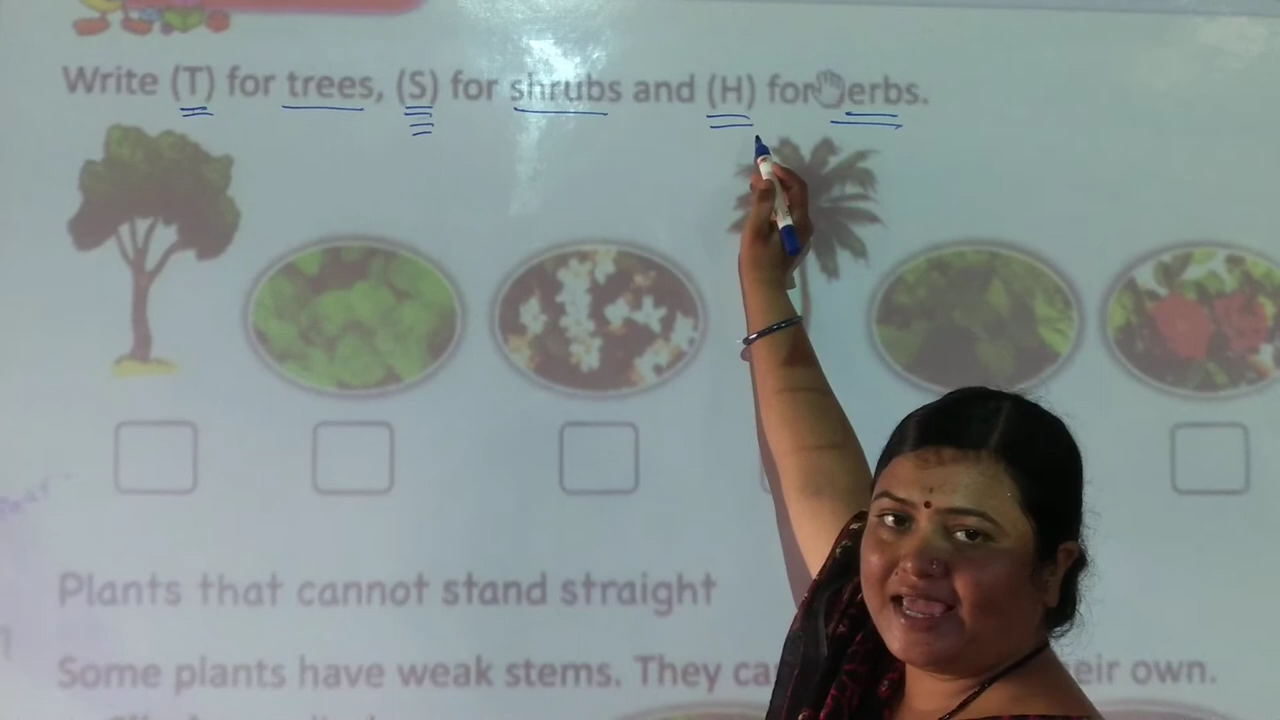 Write (T) for trees, (S) for shrubs and (H) for erbs.
Plants that cannot stand straight
Some plants have weak stems. They ca eir own.